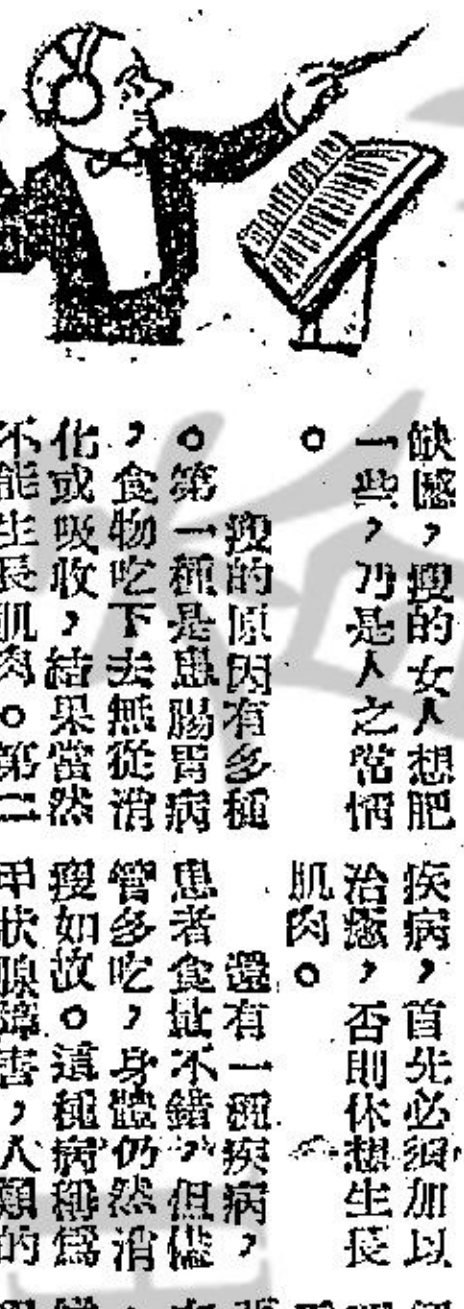 缺憾,瘦的女人想肥
一些,乃是人之常情
。
瘦的原因有多種
。第一種是患腸胃病
,食物吃下去無從消
化或吸收,結果當然
不能生長肌肉。第二
疾病,首先必須加以
治癒,否則休想生長
肌肉。
還有一種疾病,
患者食量不錯,但儘
管多吃,身體仍然消
瘦如故。這種病稱爲
甲狀腺障害,人類的